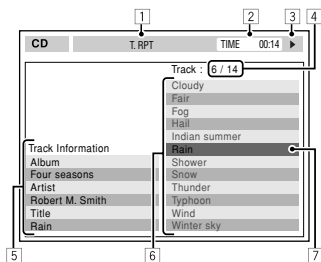 1 2 3 4
CD T. RPT TIME 00:14
Track : 6 / 14
Cloudy
Fair
Fog
Hail
Indian summer
Rain
Shower
Snow
Thunder
Typhoon
Wind
Winter sky
Track Information
Album
Four seasons
Artist
Robert M. Smith
Title
Rain
5 6 7